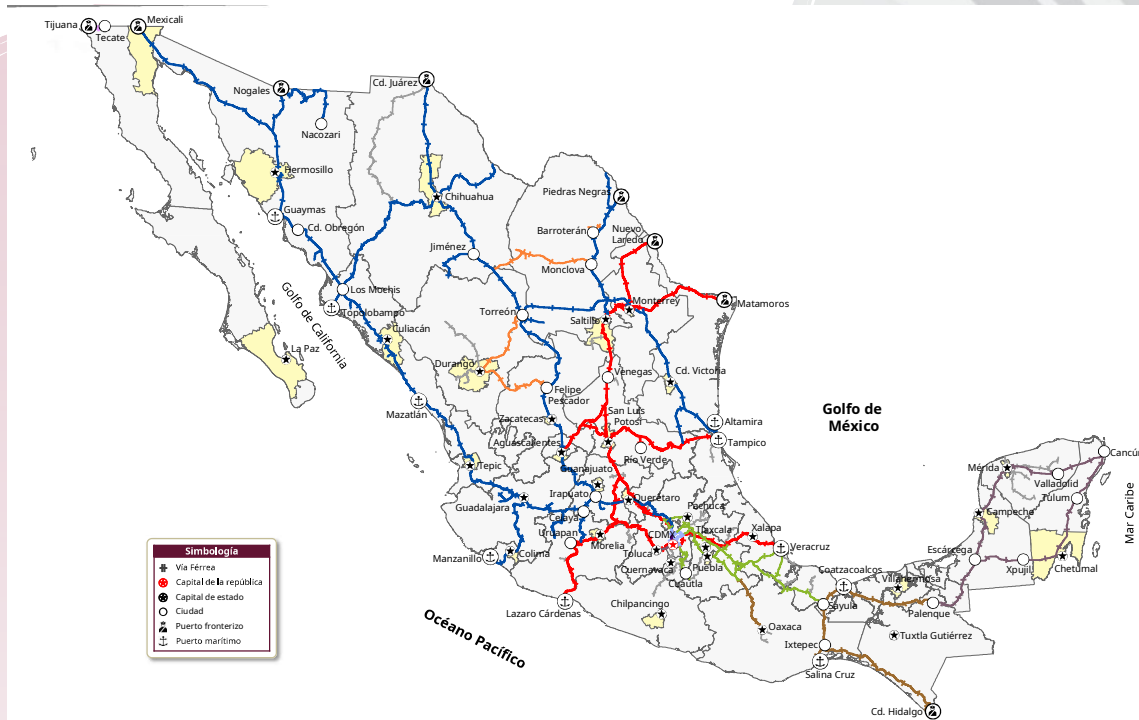 Tijuana
Mexicali
Tecate
Nogales
Cd. Juárez
Nacozari
Hermosillo
Chihuahua
Piedras Negras
Guaymas
Cd. Obregón
Barroterán
Nuevo
Laredo
Jiménez
Monclova
Los Mochis
Topolobampo
Golfo de California
Torreón
Monterrey
Matamoros
Saltillo
Culiacán
La Paz
Durango
Venegas
Cd. Victoria
Felipe
Pescador
Mazatlán
Zacatecas
San Luis
Potosí
Altamira
Tampico
Golfo de
México
Aguascalientes
Río Verde
Tepic
Guanajuato
Irapuato
Querétaro
Guadalajara
Celaya
Pachuca
Uruapan
CDMX
Tlaxcala
Xalapa
Veracruz
Manzanillo
Colima
Morelia
Toluca
Puebla
Cuernavaca
Cuautla
Lazaro Cárdenas
Chilpancingo
Océano Pacífico
Oaxaca
Coatzacoalcos
Sayula
Ixtepec
Salina Cruz
Villahermosa
Palenque
Tuxtla Gutiérrez
Cd. Hidalgo
Mérida
Cancún
Valladolid
Tulum
Campeche
Escárcega
Xpujil
Chetumal
Mar Caribe
Simbología
Vía Férrea
Capital de la república
Capital de estado
Ciudad
Puerto fronterizo
Puerto marítimo